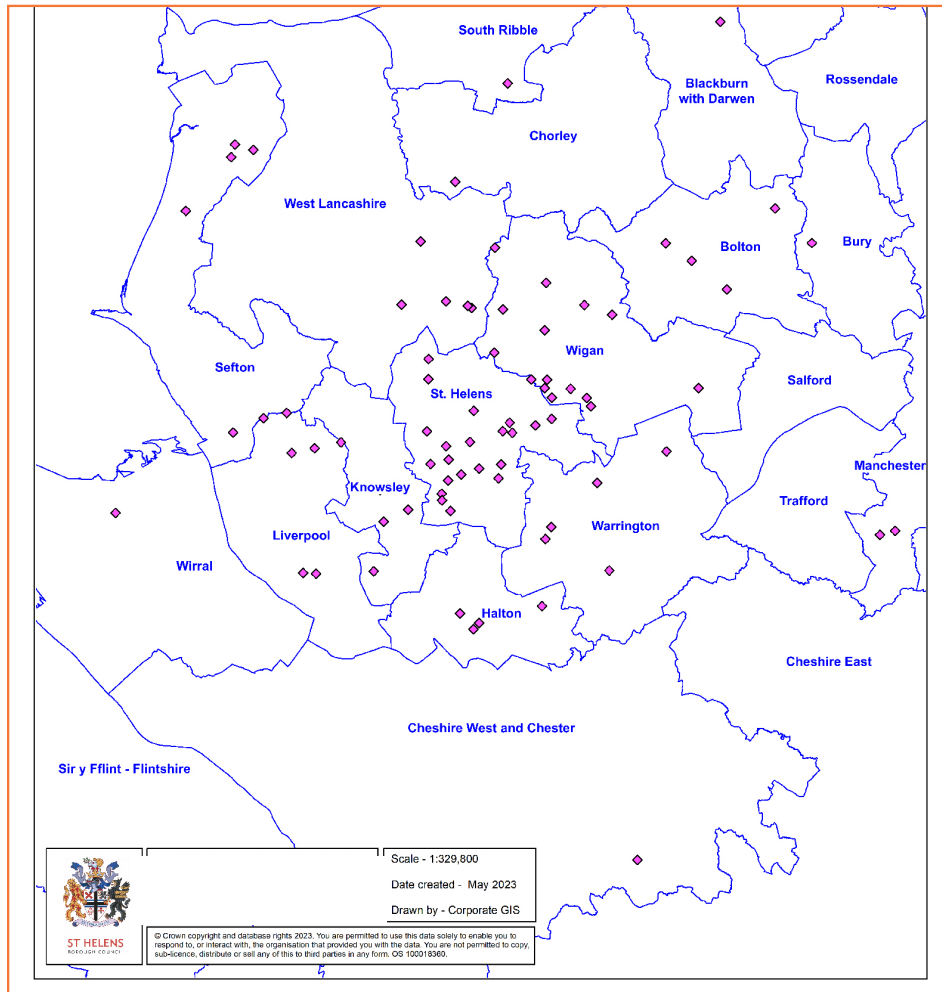 South Ribble
Rossendale
Blackburn
with Darwen
Chorley
West Lancashire
Bolton
Bury
Wigan
Sefton
Salford
St. Helens
Manchester
Knowsley
Trafford
Warrington
Liverpool
Wirral
Halton
Cheshire East
Cheshire West and Chester
Sir y Fflint - Flintshire
Scale - 1:329,800
Date created - May 2023
Drawn by - Corporate GIS
ST HELENS
BOROUGH COUNCIL
© Crown copyright and database rights 2023. You are permitted to use this data solely to enable you to
respond to, or interact with, the organisation that provided you with the data. You are not permitted to copy,
sub-licence, distribute or sell any of this to third parties in any form. OS 100018360.